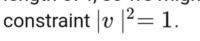 constraint |v|²= 1.